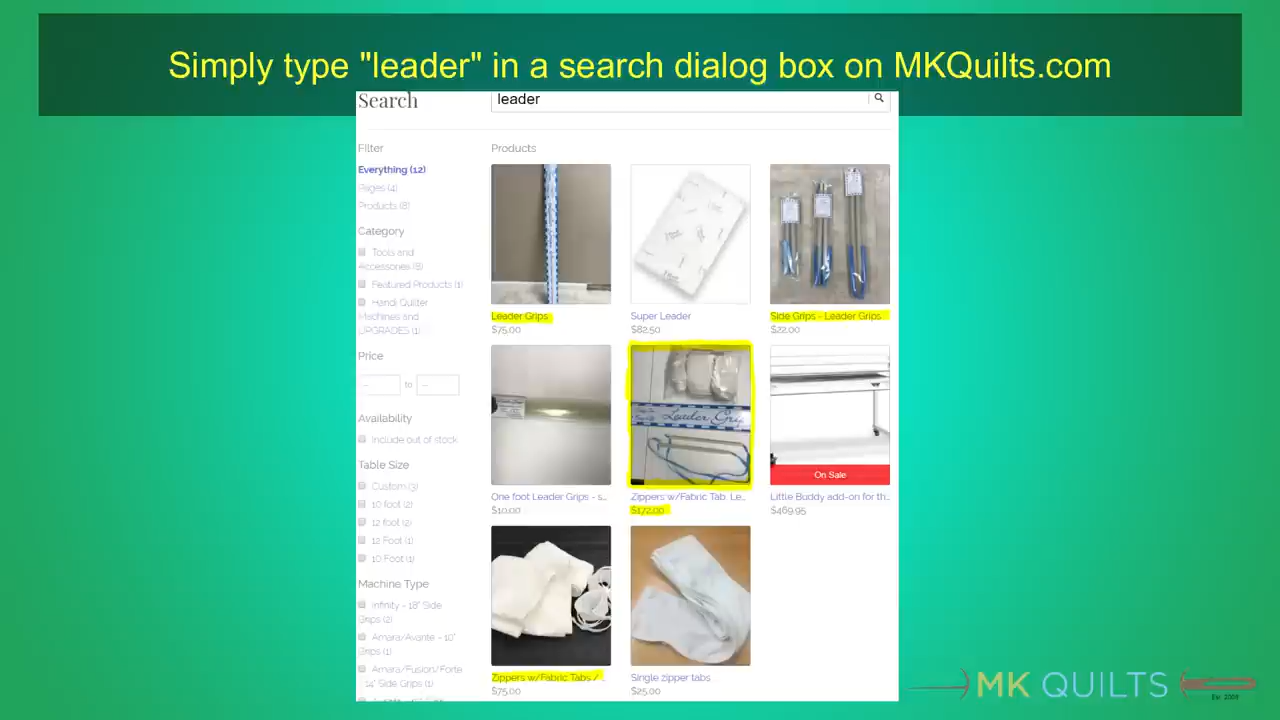 Simply type "leader" in a search dialog box on MKQuilts.com
Search
leader
Filter
Everything (12)
Pages (4)
Products (8)
Category
Tools and
Accessories (8)
Featured Products (1)
Handi Quilter
Machines and
UPGRADES (1)
Price
to
Availability
Include out of stock
Table Size
Custom (3)
10 foot (2)
12 foot (2)
12 Foot (1)
10 Foot (1)
Machine Type
Infinity - 18" Side
Grips (2)
Amara/Avante - 10"
Grips (1)
Amara/Fusion/Forte
14" Side Grips (1)
Products
Leader Grips
$75.00
Super Leader
$82.50
Side Grips - Leader Grips
$22.00
One foot Leader Grips - s...
$10.00
Leader Grip
Zippers w/Fabric Tab, Le...
$172.00
On Sale
Little Buddy add-on for th...
$469.95
Zippers w/Fabric Tabs / ...
$75.00
Single zipper tabs
$25.00
MK QUILTS
Est. 2009